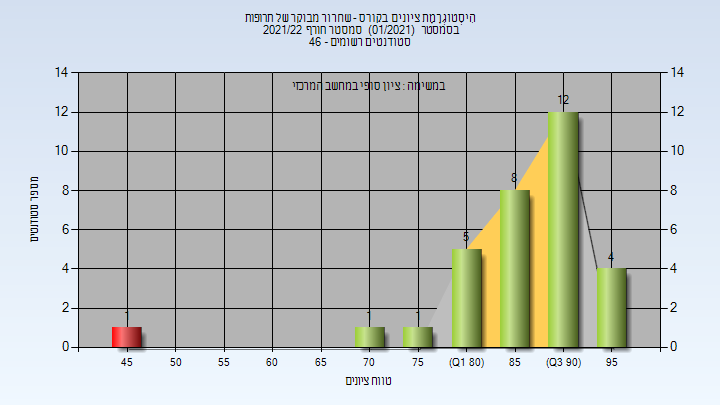 היסטוגרמת ציונים בקורס - שחרור מבוקר של תרופות
בסמסטר (01/2021) סמסטר חורף 2021/22
סטודנטים רשומים - 46
במשימה : ציון סופי במחשב המרכזי
14 14
12 12
10 10
8 8
6 6
4 4
2 2
0 0
מספר סטודנטים
1 1 1 5 8 12 4
45 50 55 60 65 70 75 (Q1 80) 85 (Q3 90) 95
טווח ציונים